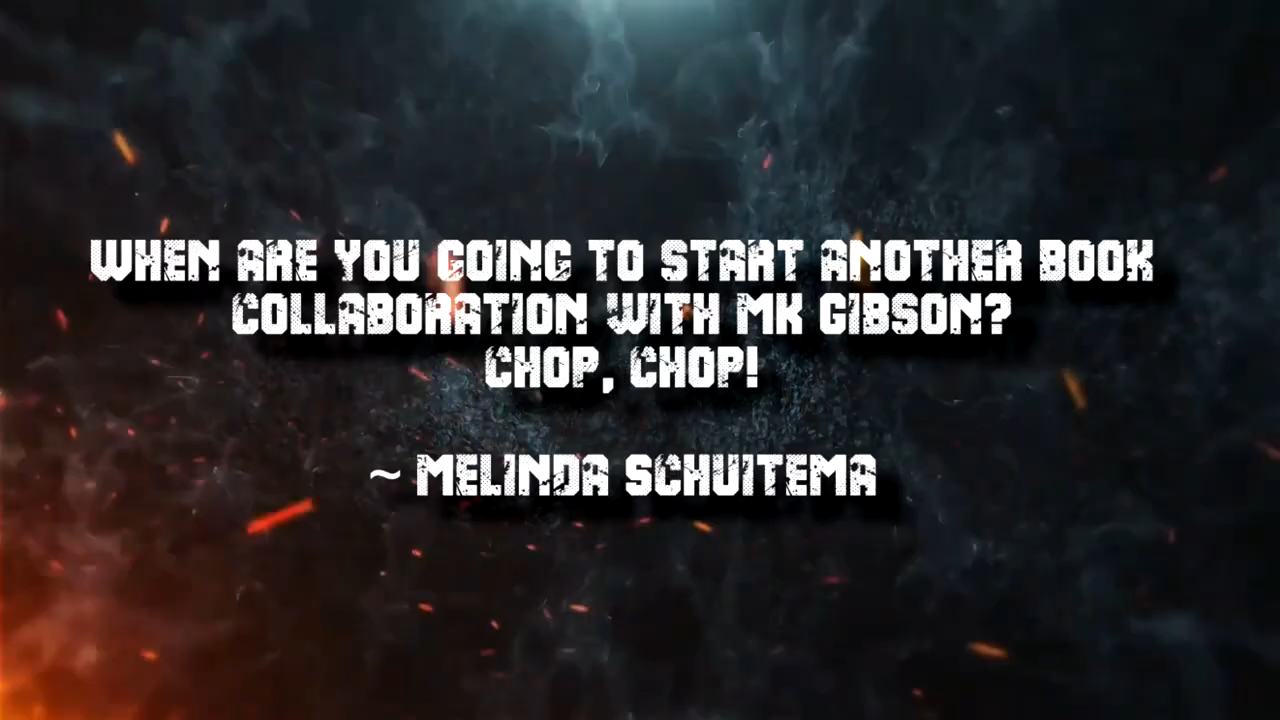 WHEN ARE YOU GOING TO START ANOTHER BOOK
COLLABORATION WITH MK GIBSON?
CHOP, CHOP!
~ MELINDA SCHUITEMA